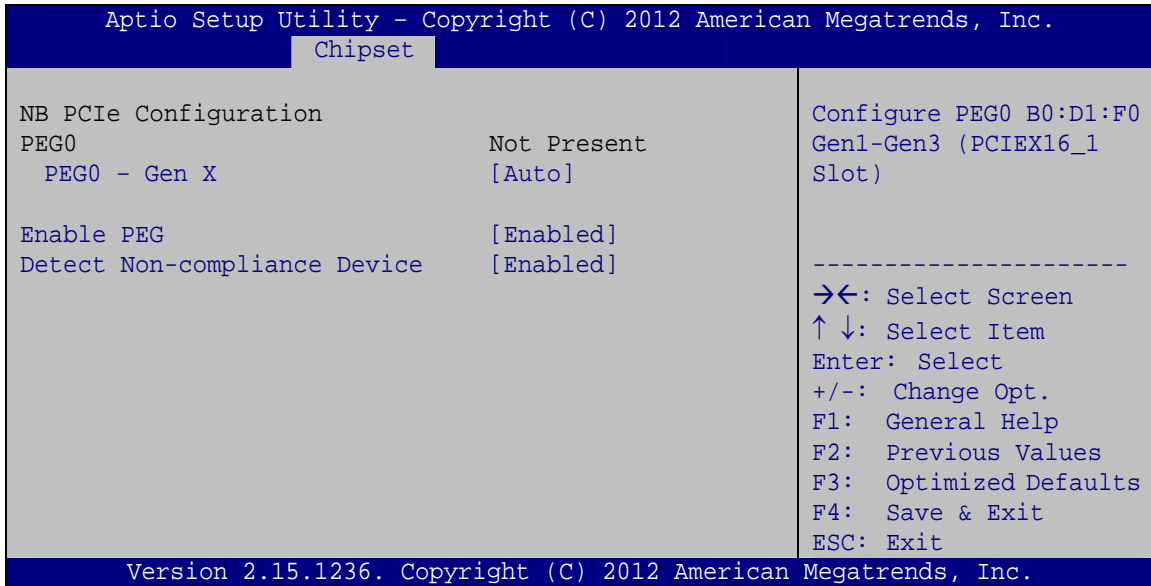 Aptio Setup Utility – Copyright (C) 2012 American Megatrends, Inc.
Chipset
NB PCIe Configuration
PEG0 Not Present
PEG0 – Gen X [Auto]
Enable PEG [Enabled]
Detect Non-compliance Device [Enabled]
Configure PEG0 B0:D1:F0
Gen1-Gen3 (PCIEX16_1
Slot)
----------------------
→←: Select Screen
↑ ↓: Select Item
Enter: Select
+/-: Change Opt.
F1: General Help
F2: Previous Values
F3: Optimized Defaults
F4: Save & Exit
ESC: Exit
Version 2.15.1236. Copyright (C) 2012 American Megatrends, Inc.